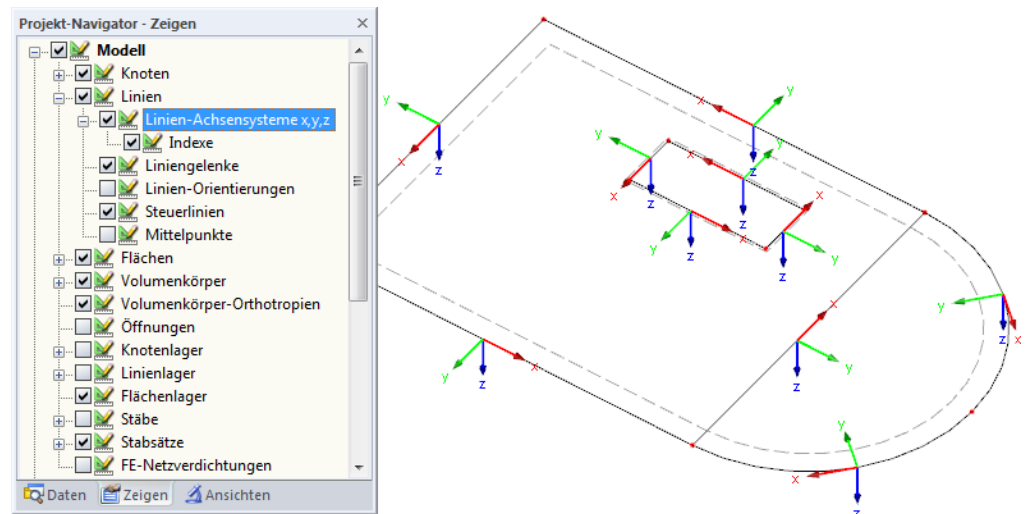 Projekt-Navigator - Zeigen
Modell
Knoten
Linien
Linien-Achsensysteme x,y,z
Indexe
Liniengelenke
Linien-Orientierungen
Steuerlinien
Mittelpunkte
Flächen
Volumenkörper
Volumenkörper-Orthotropien
Öffnungen
Knotenlager
Linienlager
Flächenlager
Stäbe
Stabsätze
FE-Netzverdichtungen
Daten Zeigen Ansichten
y
x
z
x
y
z
y
x
z
x
y
z
y
x
z
x
y
z
y
x
z
x
y
z
y
x
z
y
x
z